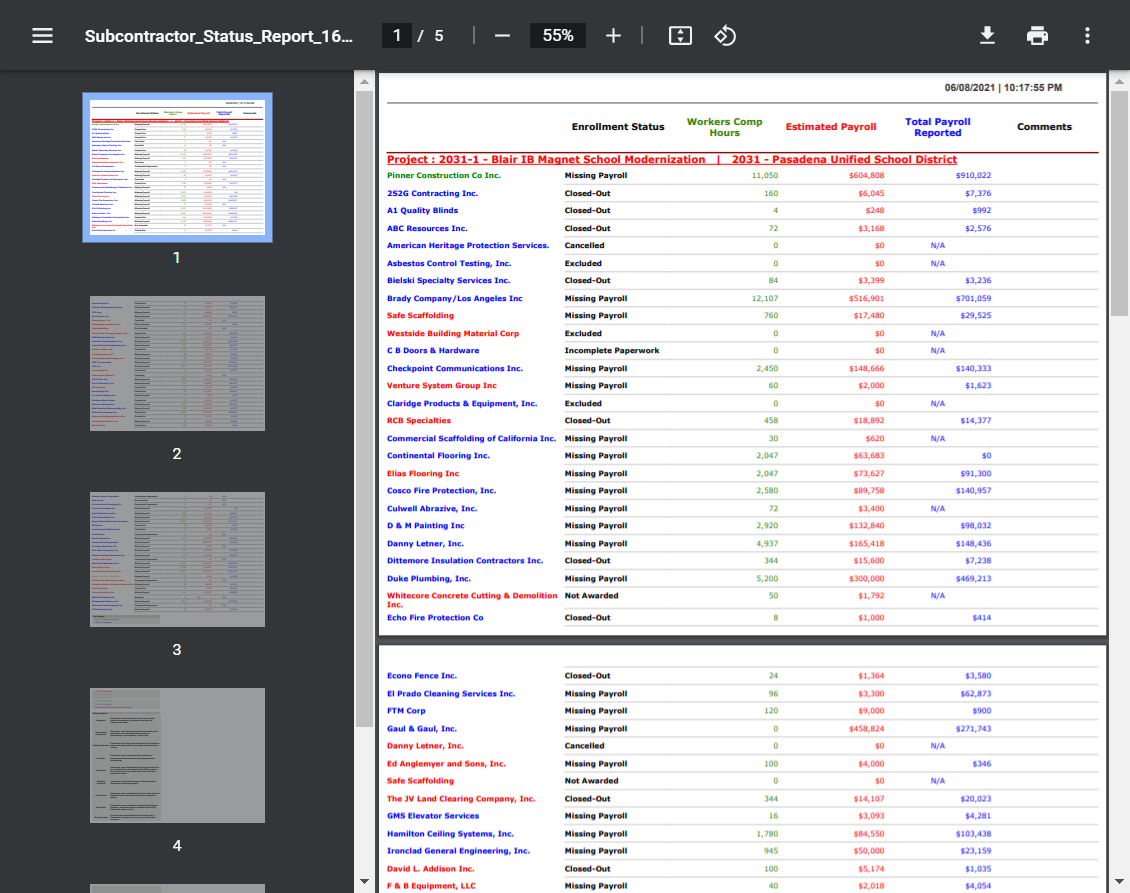 Subcontractor_Status_Report_16... 1 / 5 55%
06/08/2021 | 10:17:55 PM
Enrollment Status Workers Comp Hours Estimated Payroll Total Payroll Reported Comments
Project : 2031-1 - Blair IB Magnet School Modernization | 2031 - Pasadena Unified School District
Pinner Construction Co Inc. Missing Payroll 11,050 $604,808 $910,022
2S2G Contracting Inc. Closed-Out 160 $6,045 $7,376
A1 Quality Blinds Closed-Out 4 $248 $992
ABC Resources Inc. Closed-Out 72 $3,168 $2,576
American Heritage Protection Services. Cancelled 0 $0 N/A
Asbestos Control Testing, Inc. Excluded 0 $0 N/A
Bielski Specialty Services Inc. Closed-Out 84 $3,399 $3,236
Brady Company/Los Angeles Inc Missing Payroll 12,107 $516,901 $701,059
Safe Scaffolding Missing Payroll 760 $17,480 $29,525
Westside Building Material Corp Excluded 0 $0 N/A
C B Doors & Hardware Incomplete Paperwork 0 $0 N/A
Checkpoint Communications Inc. Missing Payroll 2,450 $148,666 $140,333
Venture System Group Inc Missing Payroll 60 $2,000 $1,623
Claridge Products & Equipment, Inc. Excluded 0 $0 N/A
RCB Specialties Closed-Out 458 $18,892 $14,377
Commercial Scaffolding of California Inc. Missing Payroll 30 $620 N/A
Continental Flooring Inc. Missing Payroll 2,047 $63,683 $0
Elias Flooring Inc Missing Payroll 2,047 $73,627 $91,300
Cosco Fire Protection, Inc. Missing Payroll 2,580 $89,758 $140,957
Culwell Abrazive, Inc. Missing Payroll 72 $3,400 N/A
D & M Painting Inc Missing Payroll 2,920 $132,840 $98,032
Danny Letner, Inc. Missing Payroll 4,937 $165,418 $148,436
Dittemore Insulation Contractors Inc. Closed-Out 344 $15,600 $7,238
Duke Plumbing, Inc. Missing Payroll 5,200 $300,000 $469,213
Whitecore Concrete Cutting & Demolition Not Awarded 50 $1,792 N/A
Inc.
Echo Fire Protection Co Closed-Out 8 $1,000 $414
Econo Fence Inc. Closed-Out 24 $1,364 $3,580
El Prado Cleaning Services Inc. Missing Payroll 96 $3,300 $62,873
FTM Corp Missing Payroll 120 $9,000 $900
Gaul & Gaul, Inc. Missing Payroll 0 $458,824 $271,743
Danny Letner, Inc. Cancelled 0 $0 N/A
Ed Anglemyer and Sons, Inc. Missing Payroll 100 $4,000 $346
Safe Scaffolding Not Awarded 0 $0 N/A
The JV Land Clearing Company, Inc. Closed-Out 344 $14,107 $20,023
GMS Elevator Services Missing Payroll 16 $3,093 $4,281
Hamilton Ceiling Systems, Inc. Missing Payroll 1,780 $84,550 $103,438
Ironclad General Engineering, Inc. Missing Payroll 945 $50,000 $23,159
David L. Addison Inc. Closed-Out 100 $5,174 $1,035
F & B Equipment, LLC Missing Payroll 40 $2,018 $4,054
1
2
3
4